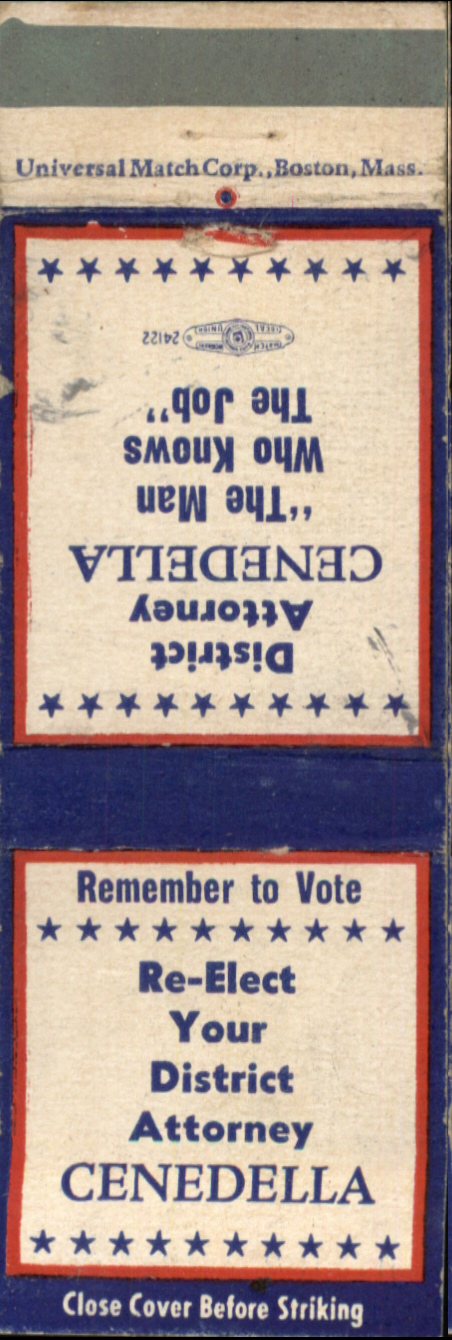 Universal Match Corp., Boston, Mass.
District
Attorney
CENEDELLA
"The Man
Who Knows
The Job"
24122
Remember to Vote
Re-Elect
Your
District
Attorney
CENEDELLA
Close Cover Before Striking